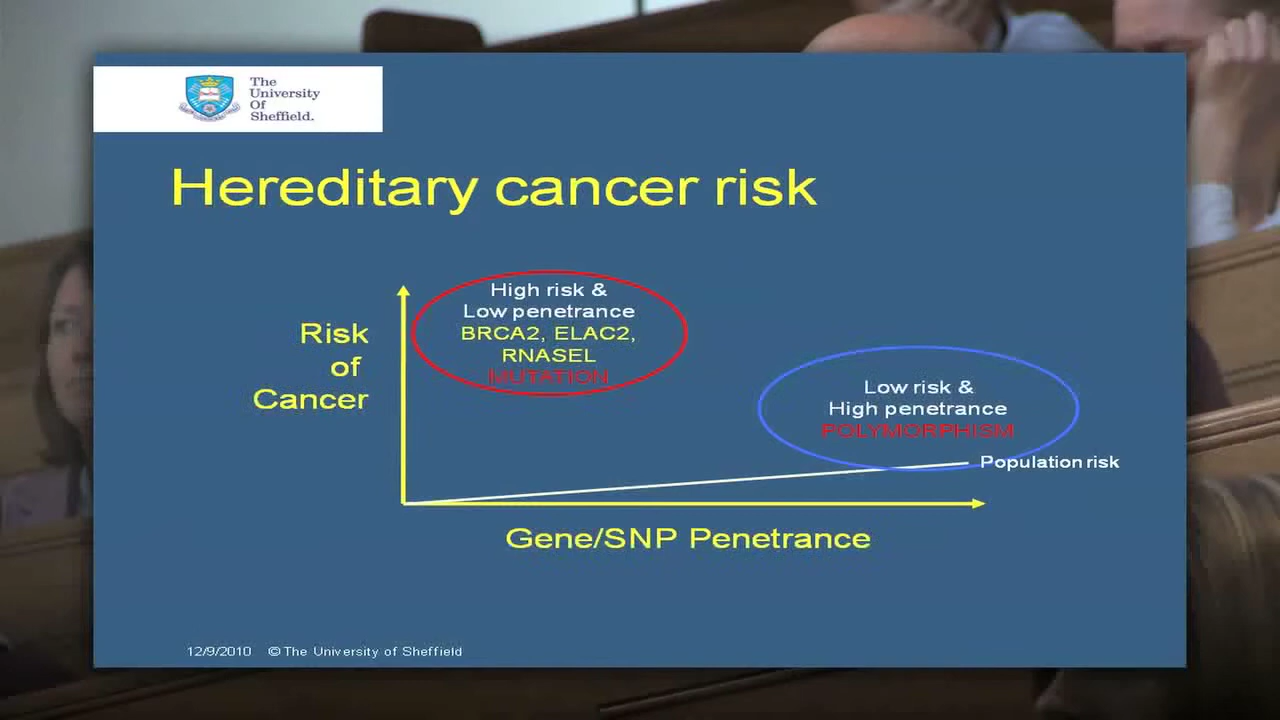 The
University
Of
Sheffield.
Hereditary cancer risk
High risk &
Low penetrance
BRCA2, ELAC2,
RNASEL
MUTATION
Risk
of
Cancer
Low risk &
High penetrance
POLYMORPHISM
Population risk
Gene/SNP Penetrance
12/9/2010 © The University of Sheffield